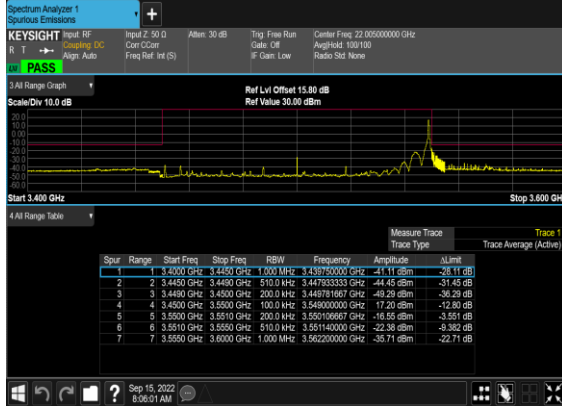 Spectrum Analyzer 1
Spurious Emissions
+
KEYSIGHT Input: RF Input Z: 50 Ω Atten: 30 dB Trig: Free Run Center Freq: 22.005000000 GHz
R T Coupling: DC Corr CCorr Gate: Off Avg|Hold: 100/100
Align: Auto Freq Ref: Int (S) IF Gain: Low Radio Std: None
PASS
3 All Range Graph Ref Lvl Offset 15.80 dB
Scale/Div 10.0 dB Ref Value 30.00 dBm
20.0
10.0
0.00
-10.0
-20.0
-30.0
-40.0
-50.0
-60.0
Start 3.400 GHz Stop 3.600 GH
4 All Range Table
Measure Trace Trace 1
Trace Type Trace Average (Active)
Spur Range Start Freq Stop Freq RBW Frequency Amplitude ΔLimit
1 1 3.4000 GHz 3.4450 GHz 1.000 MHz 3.439750000 GHz -41.11 dBm -28.11 dB
2 2 3.4450 GHz 3.4490 GHz 510.0 kHz 3.447933333 GHz -44.45 dBm -31.45 dB
3 3 3.4490 GHz 3.4500 GHz 200.0 kHz 3.449781667 GHz -49.29 dBm -36.29 dB
4 4 3.4500 GHz 3.5500 GHz 100.0 kHz 3.549000000 GHz 17.20 dBm -12.80 dB
5 5 3.5500 GHz 3.5510 GHz 200.0 kHz 3.550106667 GHz -16.55 dBm -3.551 dB
6 6 3.5510 GHz 3.5550 GHz 510.0 kHz 3.551140000 GHz -22.38 dBm -9.382 dB
7 7 3.5550 GHz 3.6000 GHz 1.000 MHz 3.562200000 GHz -35.71 dBm -22.71 dB
? Sep 15, 2022
8:06:01 AM